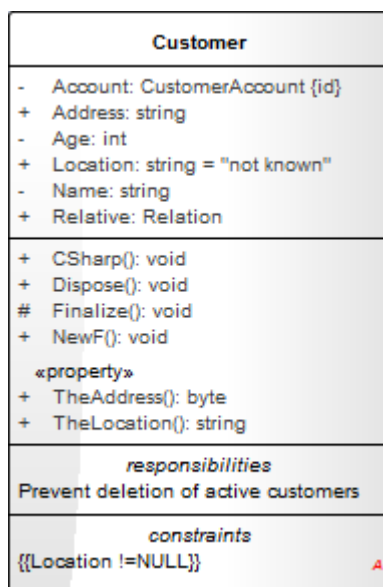 Customer
- Account: CustomerAccount {id}
+ Address: string
- Age: int
+ Location: string = "not known"
- Name: string
+ Relative: Relation
+ CSharp(): void
+ Dispose(): void
# Finalize(): void
+ NewF(): void
«property»
+ TheAddress(): byte
+ TheLocation(): string
responsibilities
Prevent deletion of active customers
constraints
{{Location !=NULL}}
A